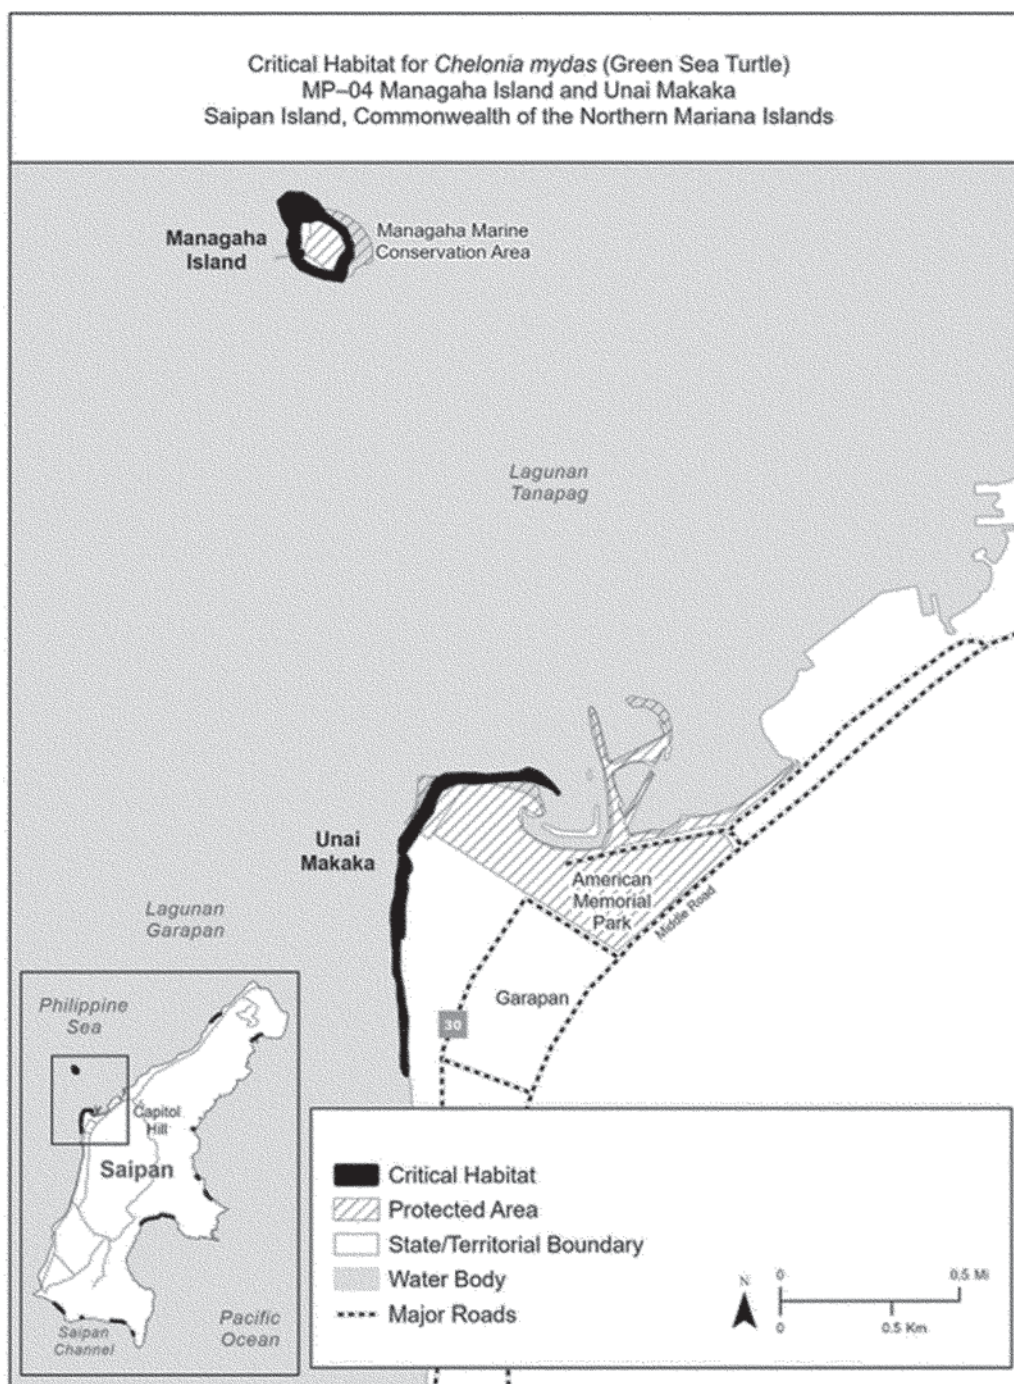 Critical Habitat for Chelonia mydas (Green Sea Turtle)
MP–04 Managaha Island and Unai Makaka
Saipan Island, Commonwealth of the Northern Mariana Islands
Managaha
Island
Managaha Marine
Conservation Area
Lagunan
Tanapag
Unai
Makaka
American
Memorial
Park
Middle Road
Lagunan
Garapan
Garapan
30
Philippine
Sea
Capitol
Hill
Saipan
Saipan
Channel
Pacific
Ocean
Critical Habitat
Protected Area
State/Territorial Boundary
Water Body
Major Roads
N
0
0.5 Mi
0
0.5 Km